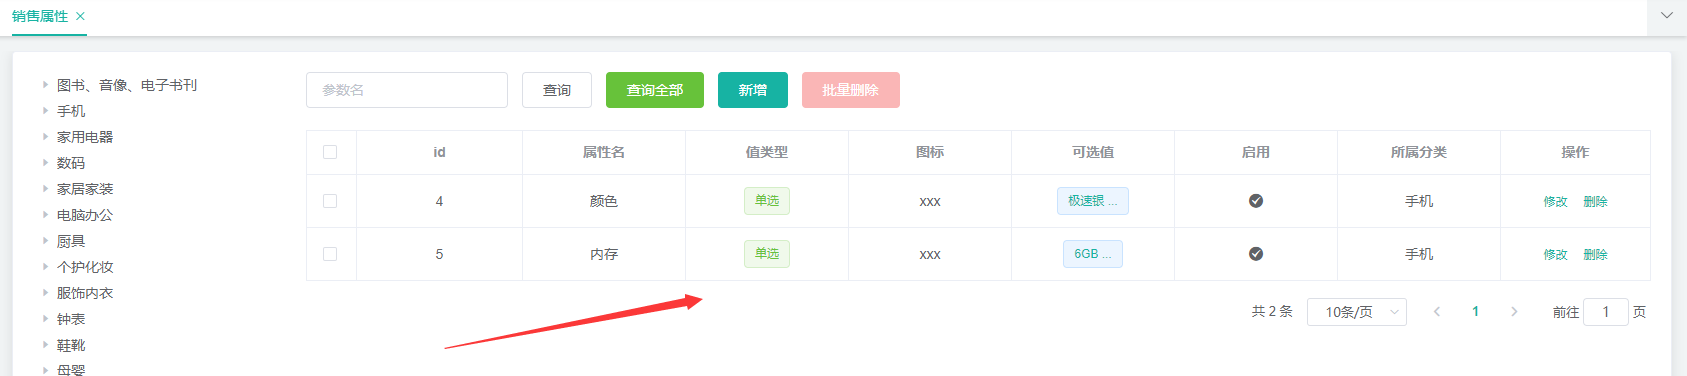 销售属性 ×
图书、音像、电子书刊
手机
家用电器
数码
家居家装
电脑办公
厨具
个护化妆
服饰内衣
钟表
鞋靴
母婴
参数名 查询 查询全部 新增 批量删除
id 属性名 值类型 图标 可选值 启用 所属分类 操作
4 颜色 单选 xxx 极速银 ... 手机 修改 删除
5 内存 单选 xxx 6GB ... 手机 修改 删除
共 2 条 10条/页 1 前往 1 页